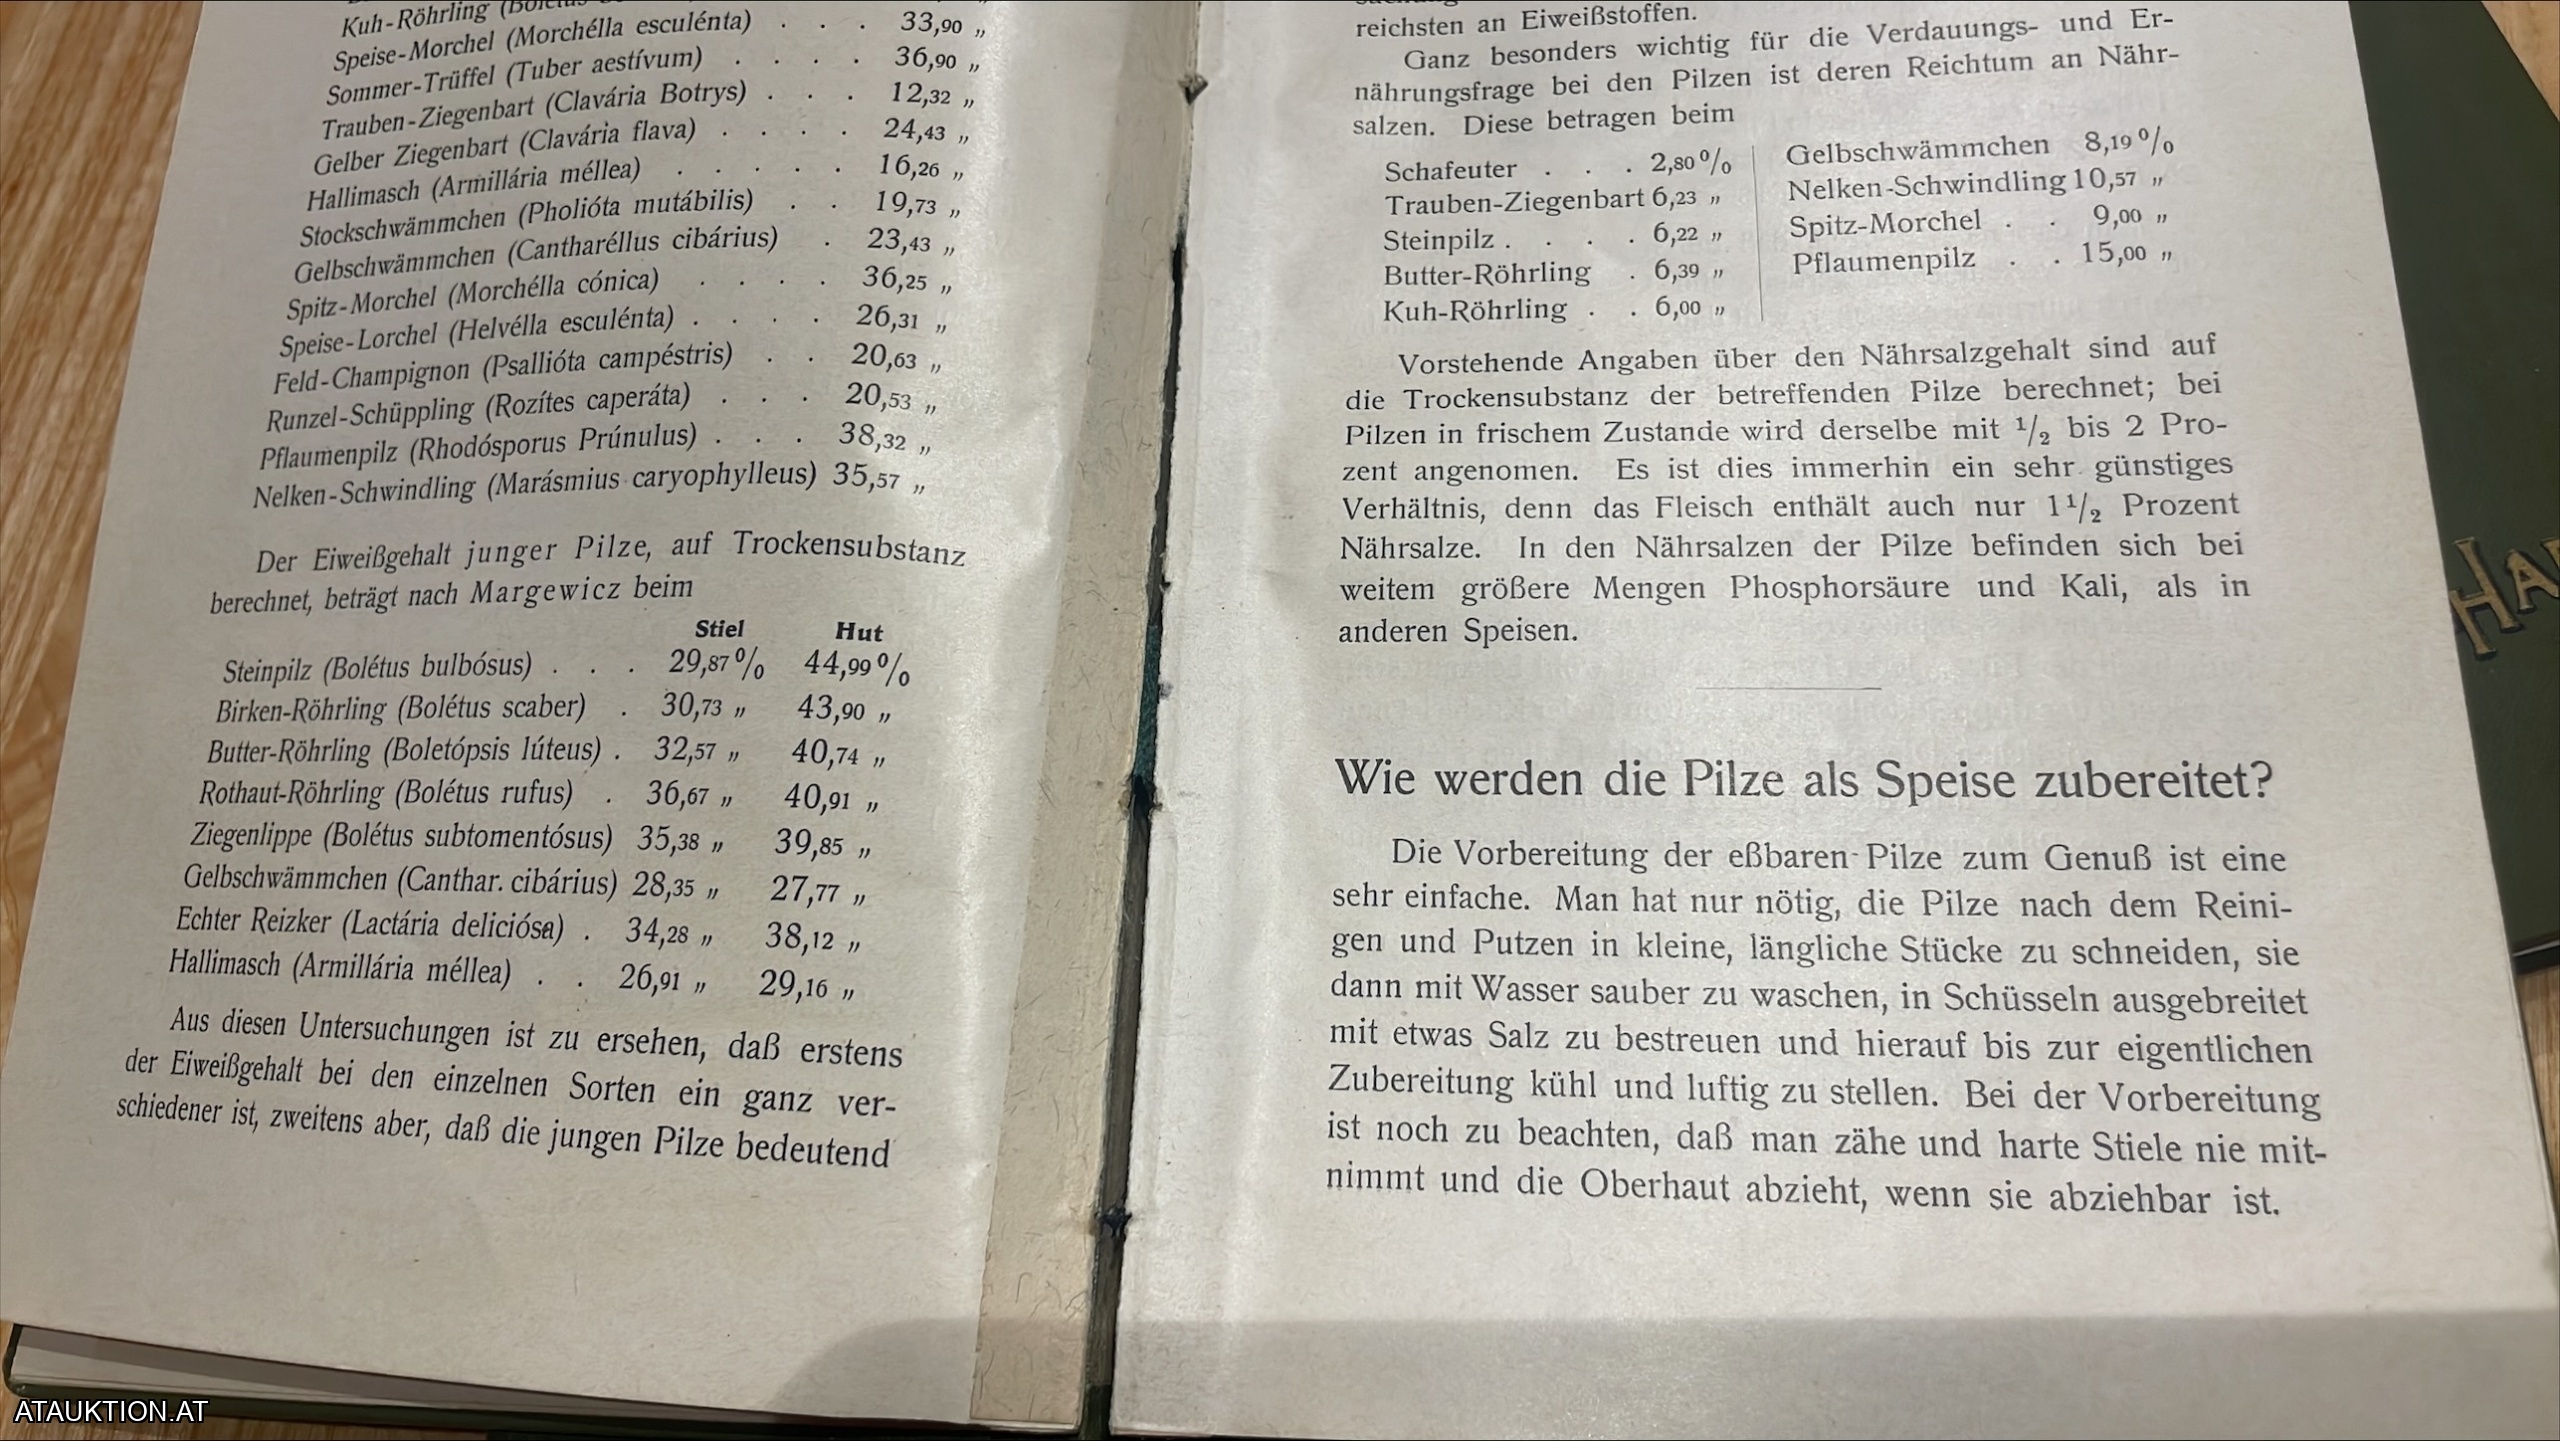 Kuh-Röhrling
Speise-Morchel (Morchélla esculénta) . . . 33,90 „
Sommer-Trüffel (Tuber aestívum) . . . . 36,90 „
Trauben-Ziegenbart (Clavária Botrys) . . . 12,32 „
Gelber Ziegenbart (Clavária flava) . . . . 24,43 „
Hallimasch (Armillária méllea) . . . . . 16,26 „
Stockschwämmchen (Pholióta mutábilis) . . 19,73 „
Gelbschwämmchen (Cantharéllus cibárius) . 23,43 „
Spitz-Morchel (Morchélla cónica) . . . . 36,25 „
Speise-Lorchel (Helvélla esculénta) . . . . 26,31 „
Feld-Champignon (Psallióta campéstris) . . 20,63 „
Runzel-Schüppling (Rozítes caperáta) . . . 20,53 „
Pflaumenpilz (Rhodósporus Prúnulus) . . . 38,32 „
Nelken-Schwindling (Marásmius caryophylleus) 35,57 „
Der Eiweißgehalt junger Pilze, auf Trockensubstanz
berechnet, beträgt nach Margewicz beim
Stiel Hut
Steinpilz (Bolétus bulbósus) . . . 29,87 % 44,99 %
Birken-Röhrling (Bolétus scaber) . 30,73 „ 43,90 „
Butter-Röhrling (Boletópsis lúteus) . 32,57 „ 40,74 „
Rothaut-Röhrling (Bolétus rufus) . 36,67 „ 40,91 „
Ziegenlippe (Bolétus subtomentósus) 35,38 „ 39,85 „
Gelbschwämmchen (Canthar. cibárius) 28,35 „ 27,77 „
Echter Reizker (Lactária deliciósa) . 34,28 „ 38,12 „
Hallimasch (Armillária méllea) . . 26,91 „ 29,16 „
Aus diesen Untersuchungen ist zu ersehen, daß erstens
der Eiweißgehalt bei den einzelnen Sorten ein ganz ver-
schiedener ist, zweitens aber, daß die jungen Pilze bedeutend
reichsten an Eiweißstoffen.
Ganz besonders wichtig für die Verdauungs- und Er-
nährungsfrage bei den Pilzen ist deren Reichtum an Nähr-
salzen. Diese betragen beim
Schafeuter . . . 2,80 %
Trauben-Ziegenbart 6,23 „
Steinpilz . . . . 6,22 „
Butter-Röhrling . 6,39 „
Kuh-Röhrling . . 6,00 „
Gelbschwämmchen 8,19 %
Nelken-Schwindling 10,57 „
Spitz-Morchel . . 9,00 „
Pflaumenpilz . . 15,00 „
Vorstehende Angaben über den Nährsalzgehalt sind auf
die Trockensubstanz der betreffenden Pilze berechnet; bei
Pilzen in frischem Zustande wird derselbe mit 1/2 bis 2 Pro-
zent angenomen. Es ist dies immerhin ein sehr günstiges
Verhältnis, denn das Fleisch enthält auch nur 1 1/2 Prozent
Nährsalze. In den Nährsalzen der Pilze befinden sich bei
weitem größere Mengen Phosphorsäure und Kali, als in
anderen Speisen.
Wie werden die Pilze als Speise zubereitet?
Die Vorbereitung der eßbaren Pilze zum Genuß ist eine
sehr einfache. Man hat nur nötig, die Pilze nach dem Reini-
gen und Putzen in kleine, längliche Stücke zu schneiden, sie
dann mit Wasser sauber zu waschen, in Schüsseln ausgebreitet
mit etwas Salz zu bestreuen und hierauf bis zur eigentlichen
Zubereitung kühl und luftig zu stellen. Bei der Vorbereitung
ist noch zu beachten, daß man zähe und harte Stiele nie mit-
nimmt und die Oberhaut abzieht, wenn sie abziehbar ist.
ATAUKTION.AT